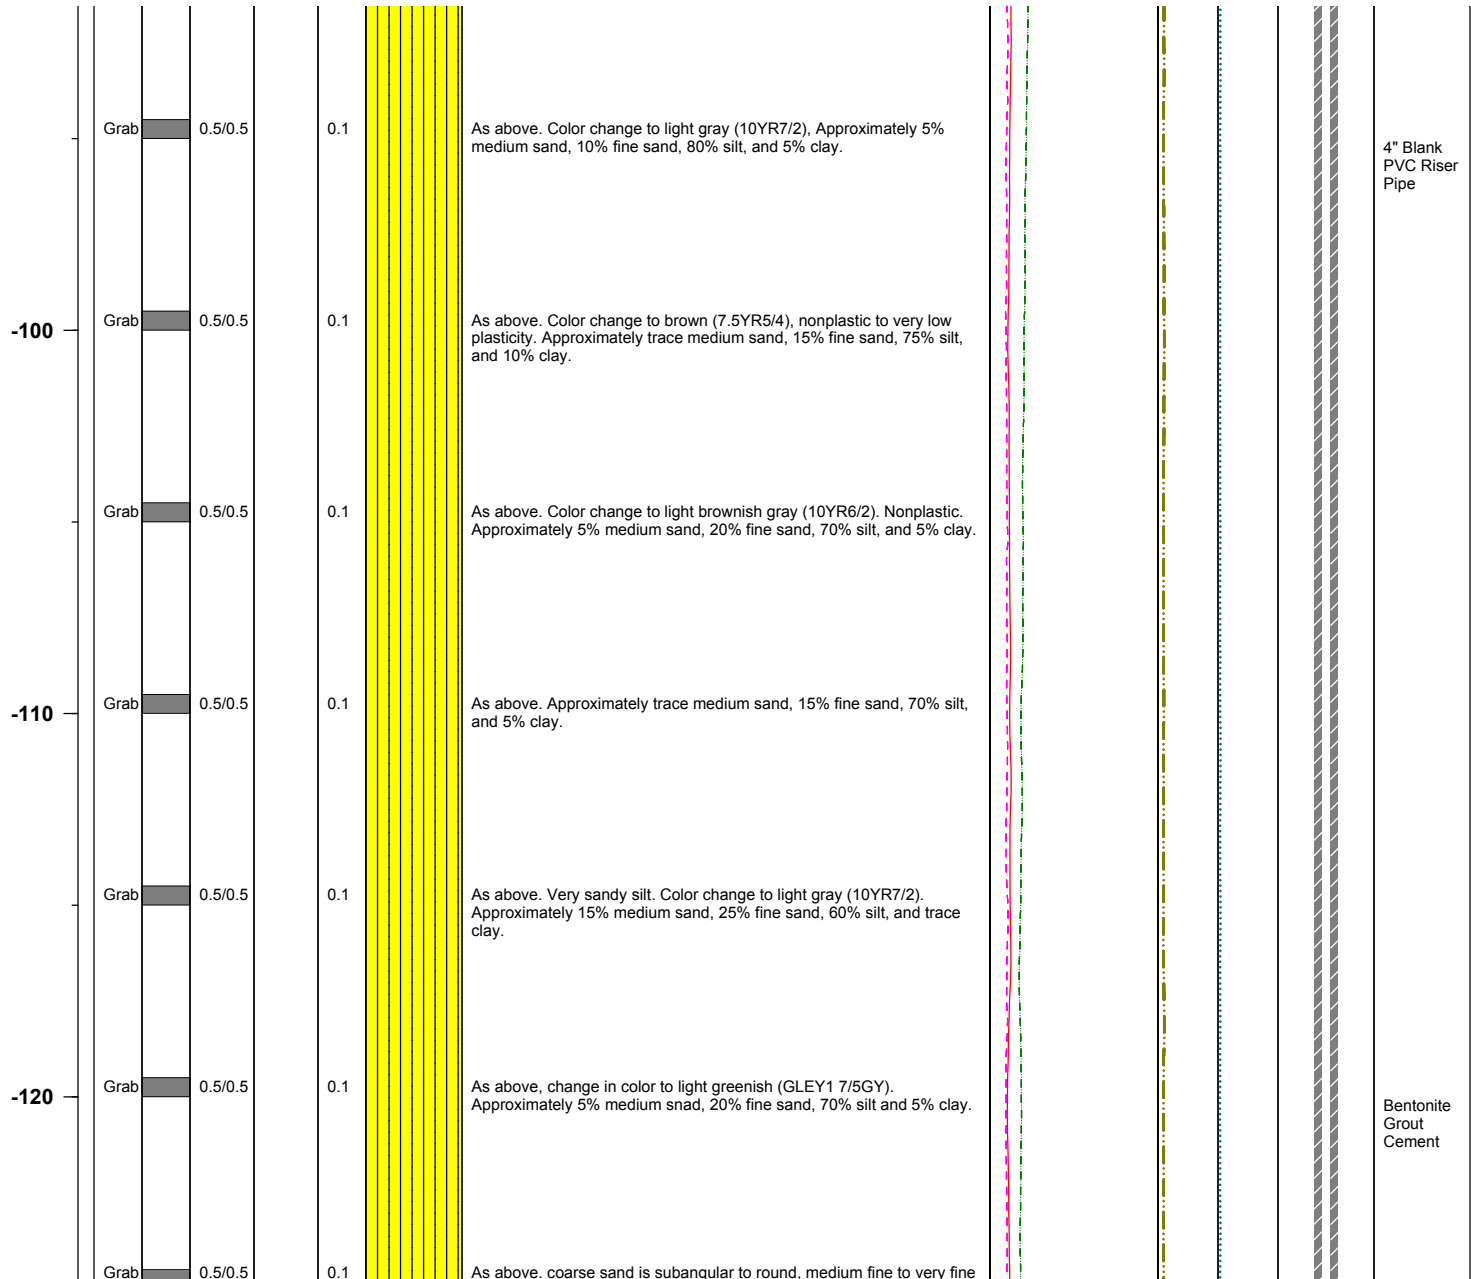 Grab 0.5/0.5 0.1 As above. Color change to light gray (10YR7/2), Approximately 5%
medium sand, 10% fine sand, 80% silt, and 5% clay.
4" Blank
PVC Riser
Pipe
-100 Grab 0.5/0.5 0.1 As above. Color change to brown (7.5YR5/4), nonplastic to very low
plasticity. Approximately trace medium sand, 15% fine sand, 75% silt,
and 10% clay.
Grab 0.5/0.5 0.1 As above. Color change to light brownish gray (10YR6/2). Nonplastic.
Approximately 5% medium sand, 20% fine sand, 70% silt, and 5% clay.
-110 Grab 0.5/0.5 0.1 As above. Approximately trace medium sand, 15% fine sand, 70% silt,
and 5% clay.
Grab 0.5/0.5 0.1 As above. Very sandy silt. Color change to light gray (10YR7/2).
Approximately 15% medium sand, 25% fine sand, 60% silt, and trace
clay.
-120 Grab 0.5/0.5 0.1 As above, change in color to light greenish (GLEY1 7/5GY).
Approximately 5% medium snad, 20% fine sand, 70% silt and 5% clay.
Bentonite
Grout
Cement
Grab 0.5/0.5 0.1 As above. coarse sand is subangular to round, medium fine to very fine